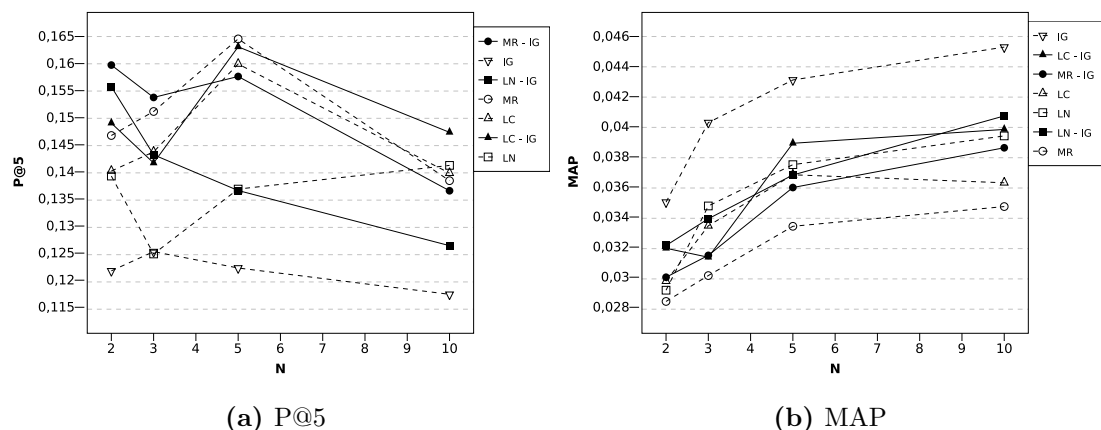 0,165
0,16
0,155
0,15
0,145
0,14
0,135
0,13
0,125
0,12
0,115
P@5
2 3 4 5 6 7 8 9 10
N
MR - IG
IG
LN - IG
MR
LC
LC - IG
LN
(a) P@5
0,046
0,044
0,042
0,04
0,038
0,036
0,034
0,032
0,03
0,028
MAP
2 3 4 5 6 7 8 9 10
N
IG
LC - IG
MR - IG
LC
LN
LN - IG
MR
(b) MAP